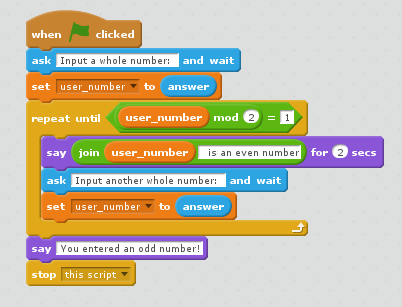 when clicked
ask Input a whole number: and wait
set user_number to answer
repeat until user_number mod 2 = 1
say join user_number is an even number for 2 secs
ask Input another whole number: and wait
set user_number to answer
say You entered an odd number!
stop this script